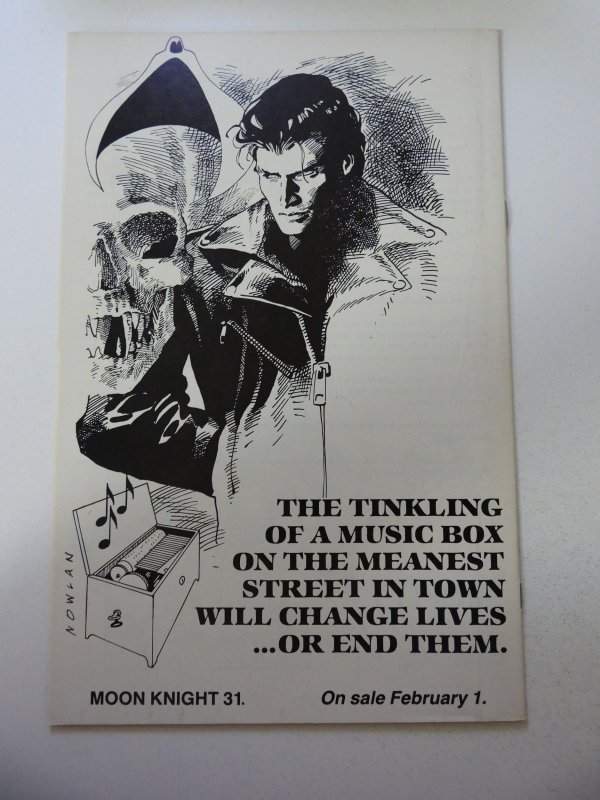 THE TINKLING
OF A MUSIC BOX
ON THE MEANEST
STREET IN TOWN
WILL CHANGE LIVES
...OR END THEM.
NOWLAN
MOON KNIGHT 31. On sale February 1.